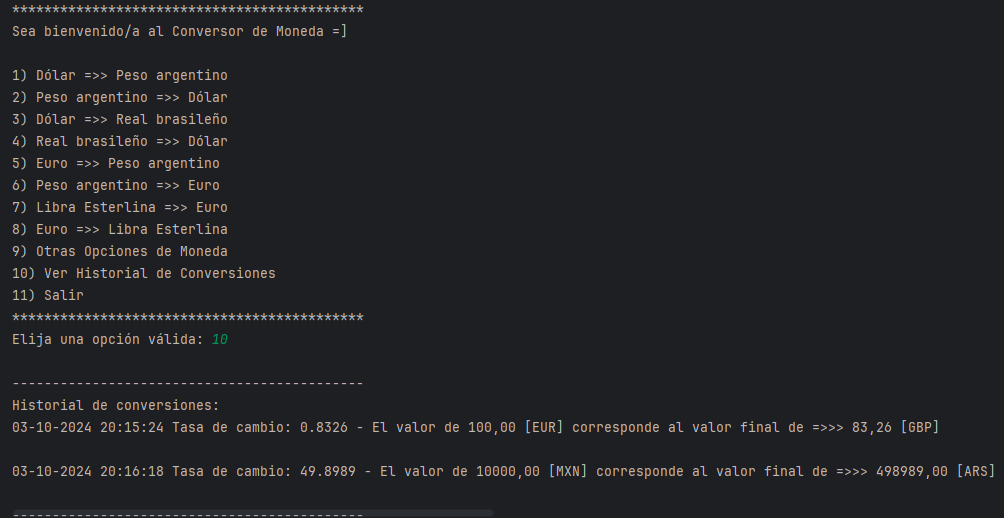 ********************************************
Sea bienvenido/a al Conversor de Moneda =]
1) Dólar =>> Peso argentino
2) Peso argentino =>> Dólar
3) Dólar =>> Real brasileño
4) Real brasileño =>> Dólar
5) Euro =>> Peso argentino
6) Peso argentino =>> Euro
7) Libra Esterlina =>> Euro
8) Euro =>> Libra Esterlina
9) Otras Opciones de Moneda
10) Ver Historial de Conversiones
11) Salir
********************************************
Elija una opción válida: 10
--------------------------------------------
Historial de conversiones:
03-10-2024 20:15:24 Tasa de cambio: 0.8326 - El valor de 100,00 [EUR] corresponde al valor final de =>>> 83,26 [GBP]
03-10-2024 20:16:18 Tasa de cambio: 49.8989 - El valor de 10000,00 [MXN] corresponde al valor final de =>>> 498989,00 [ARS]
--------------------------------------------